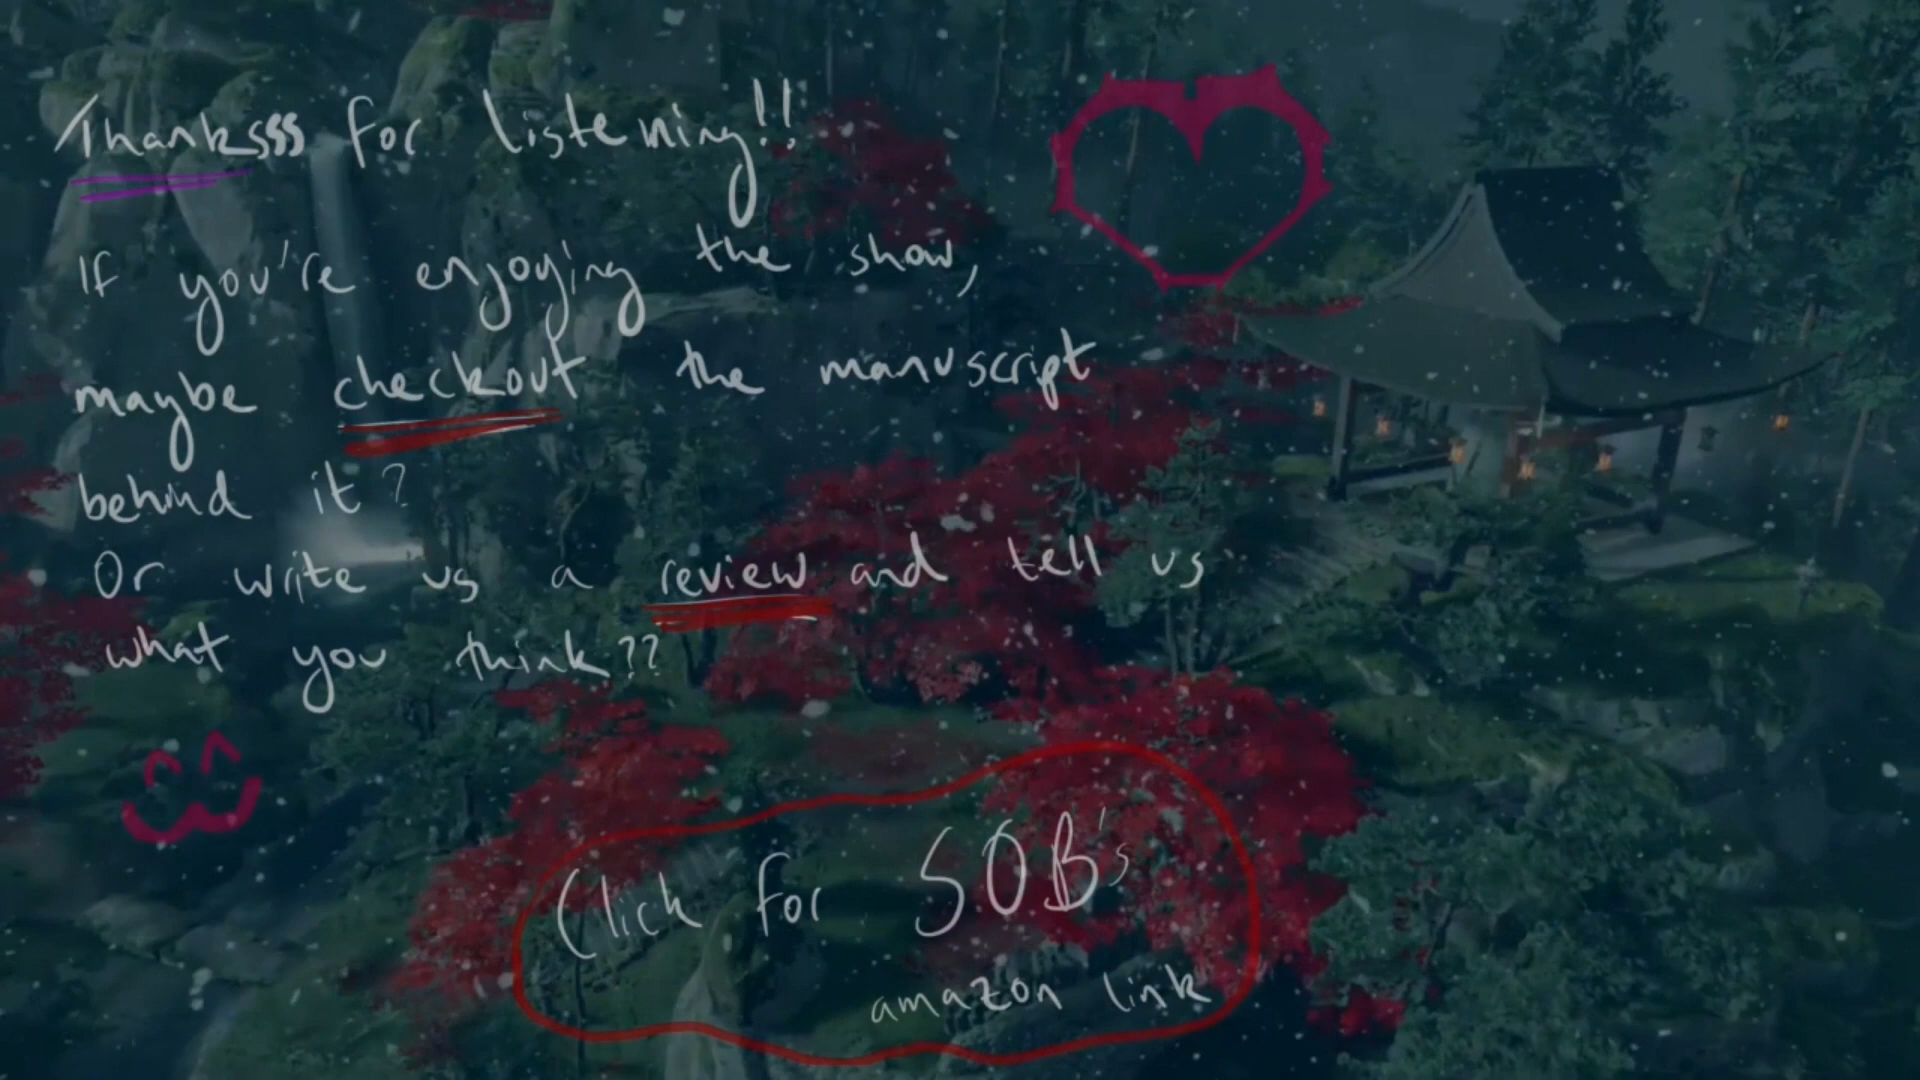 Thanksss for listening!!
If you're enjoying the show,
maybe checkout the manuscript
behind it?
Or write us a review and tell us
what you think??
Click for SOB's
amazon link